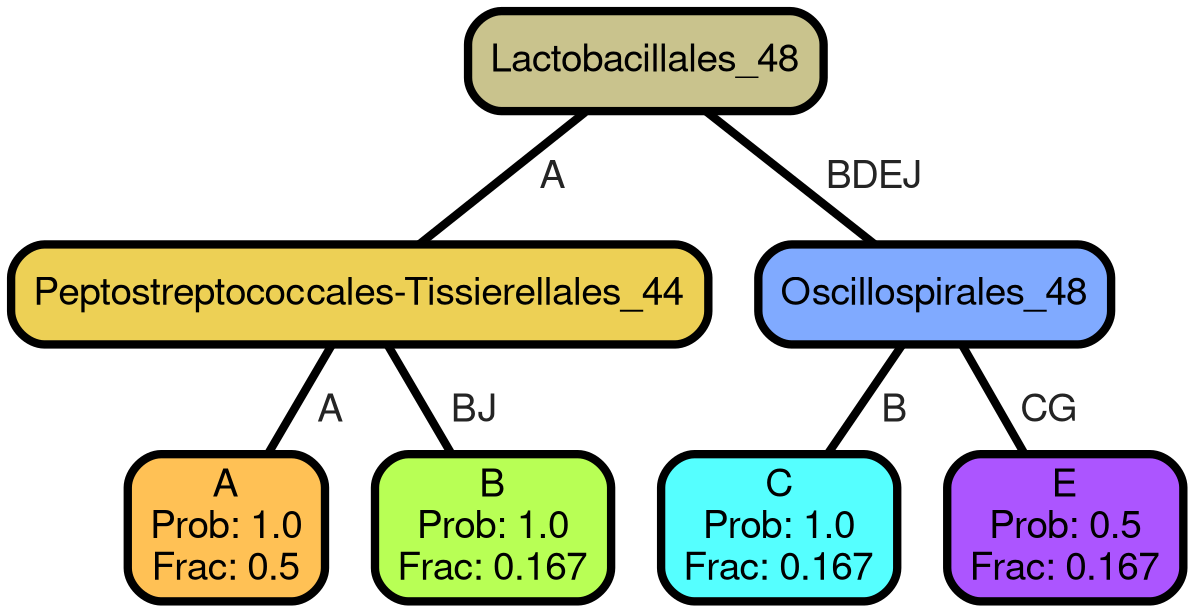 Lactobacillales_48
A
BDEJ
Peptostreptococcales-Tissierellales_44
Oscillospirales_48
A
BJ
B
CG
A
Prob: 1.0
Frac: 0.5
B
Prob: 1.0
Frac: 0.167
C
Prob: 1.0
Frac: 0.167
E
Prob: 0.5
Frac: 0.167